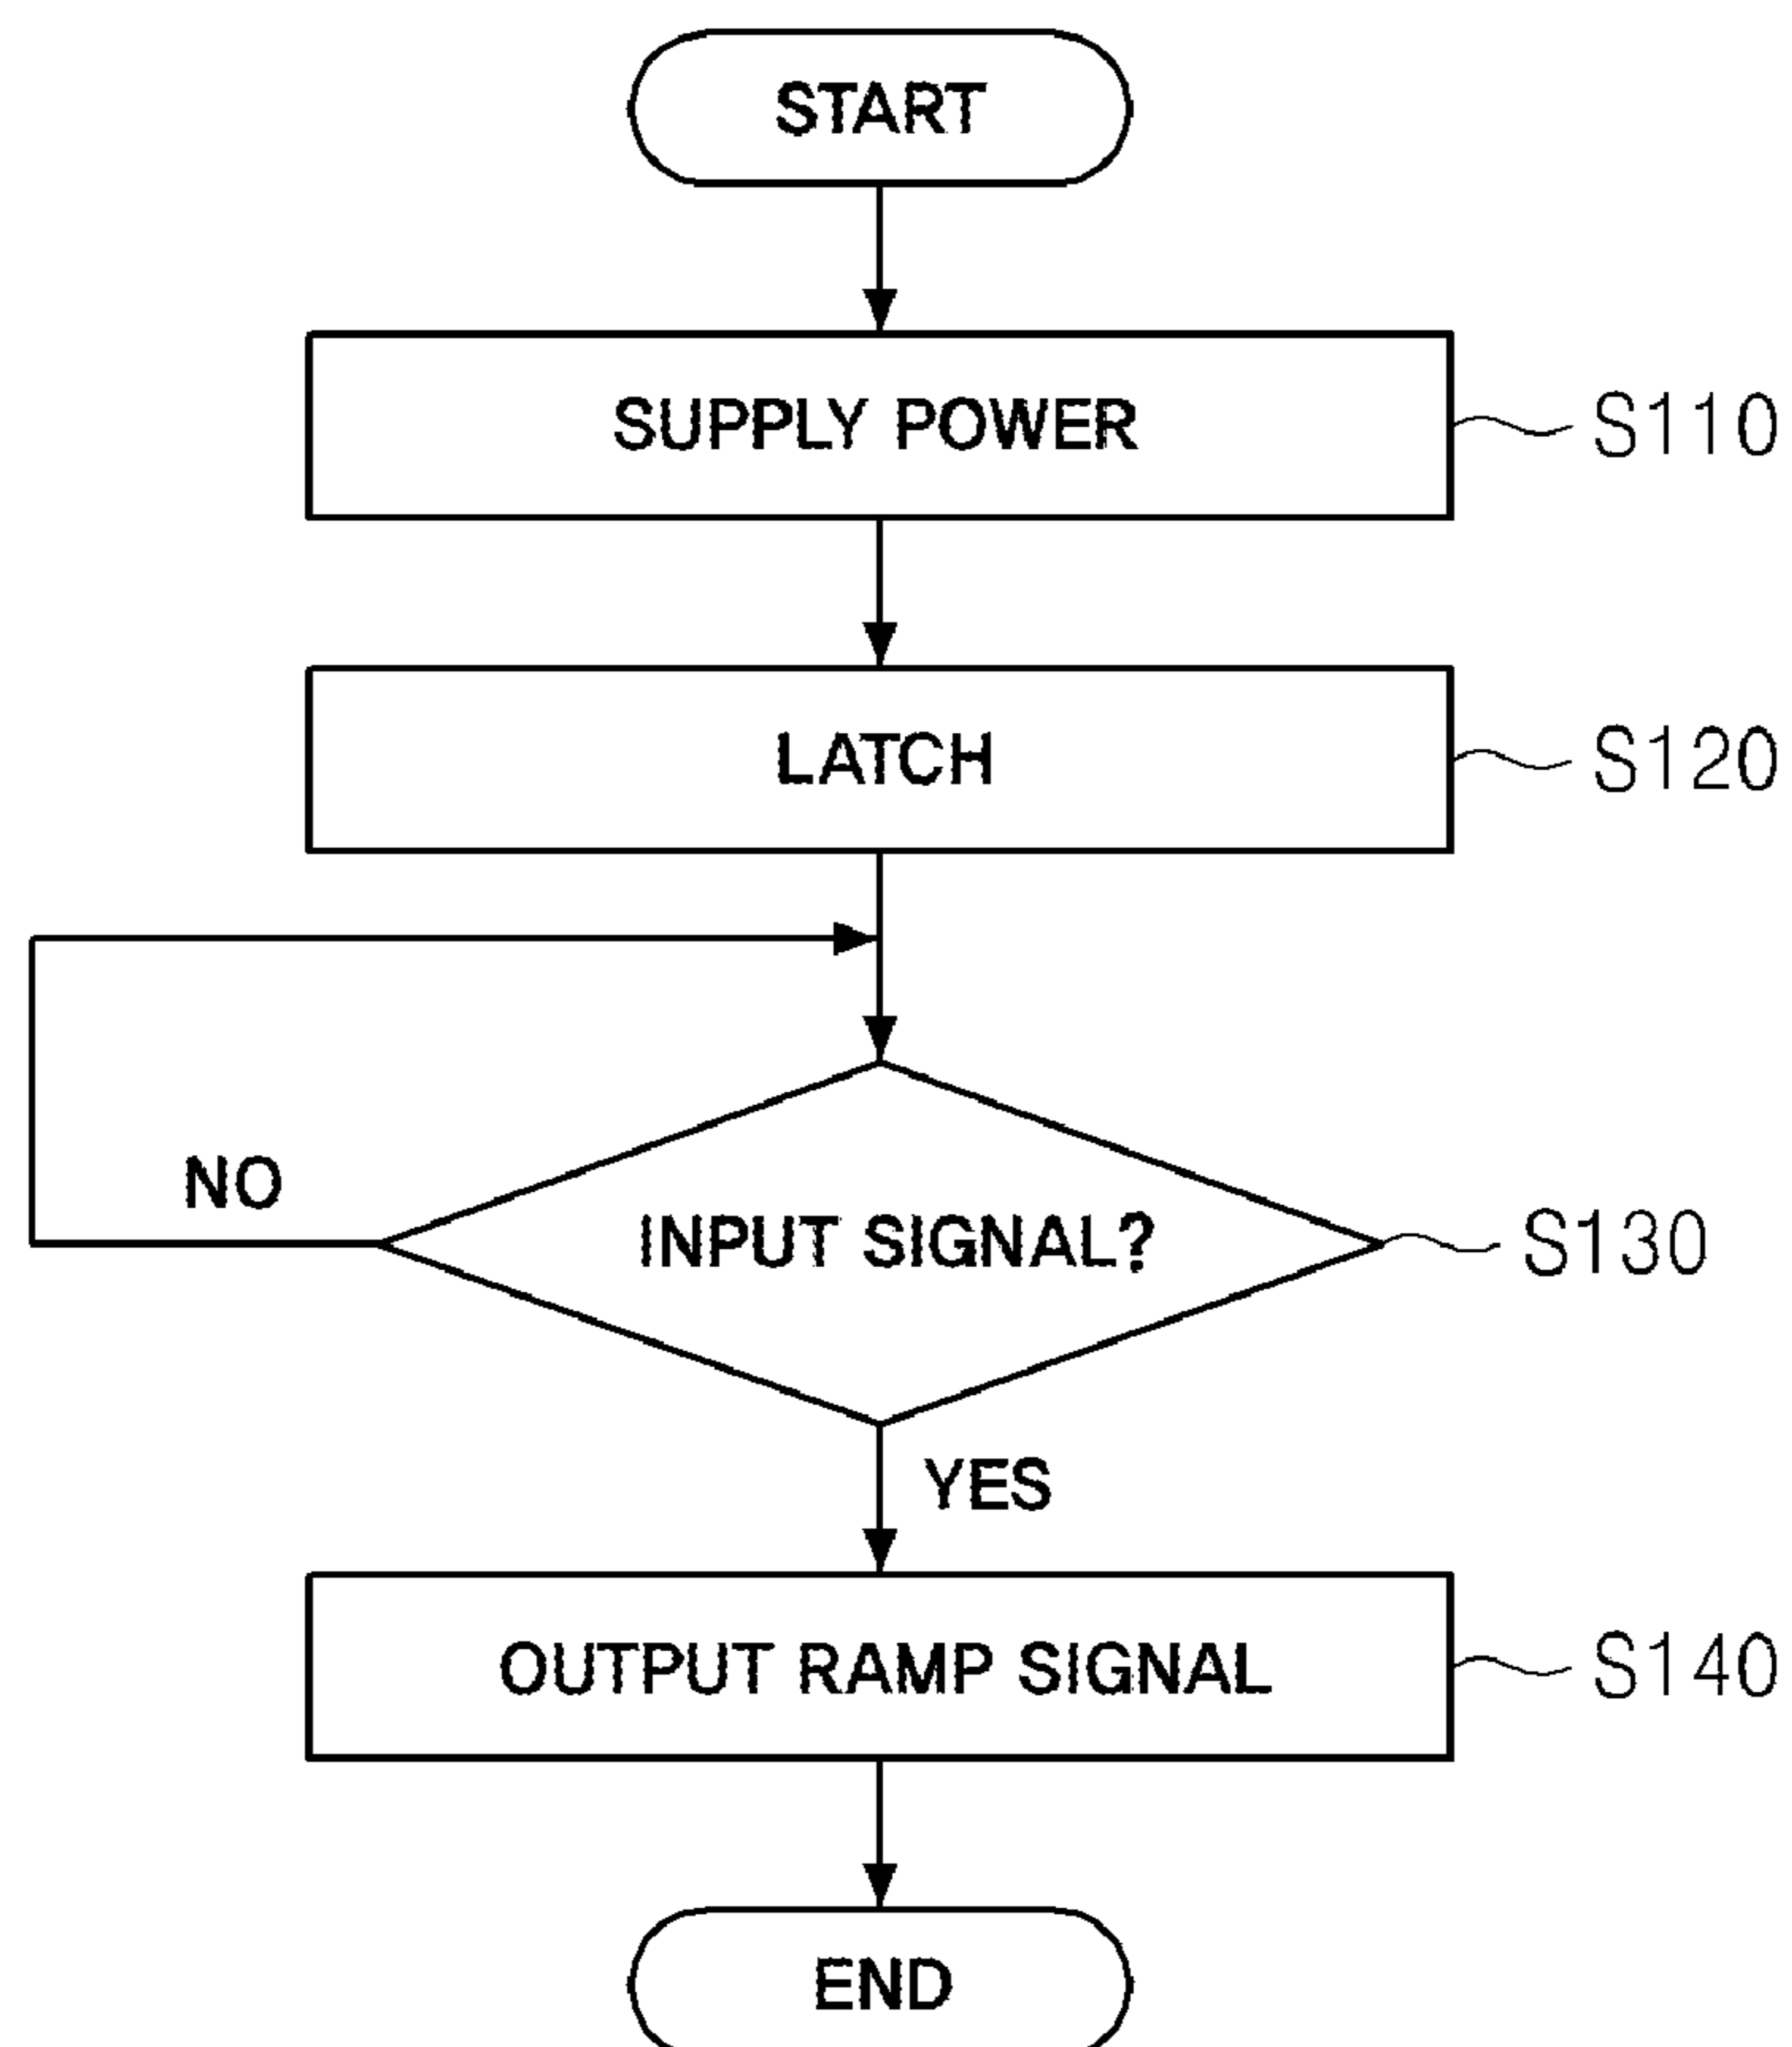 START
SUPPLY POWER
S110
LATCH
S120
NO
INPUT SIGNAL?
S130
YES
OUTPUT RAMP SIGNAL
S140
END